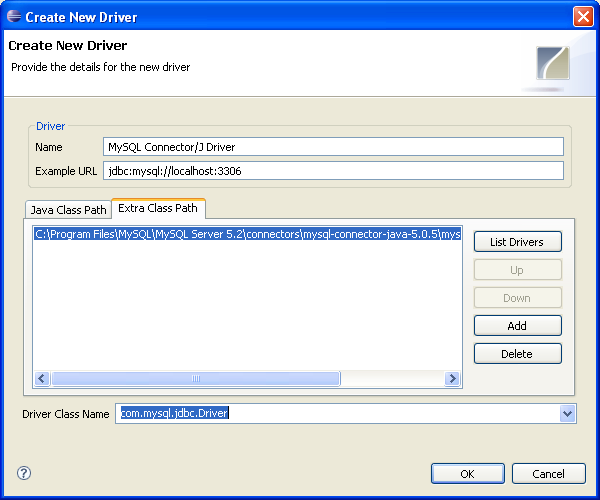 Create New Driver
Create New Driver
Provide the details for the new driver
Driver
Name MySQL Connector/J Driver
Example URL jdbc:mysql://localhost:3306
Java Class Path Extra Class Path
C:\Program Files\MySQL\MySQL Server 5.2\connectors\mysql-connector-java-5.0.5\mys
List Drivers
Up
Down
Add
Delete
Driver Class Name com.mysql.jdbc.Driver
? OK Cancel